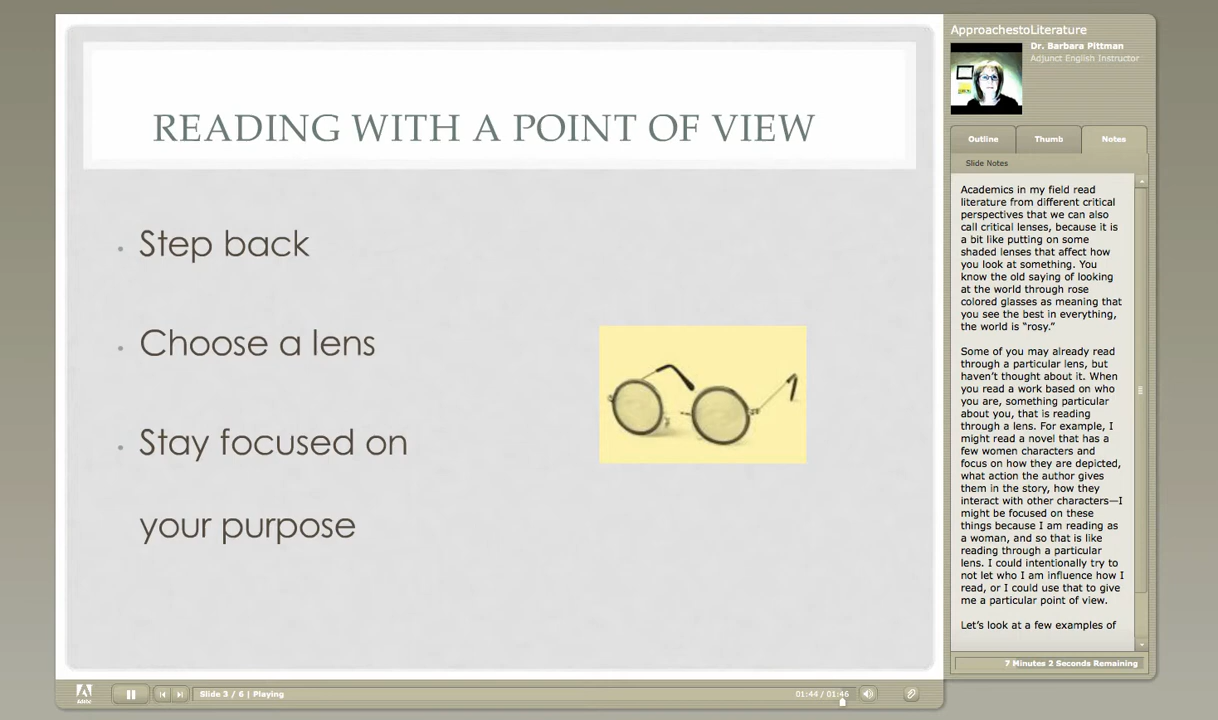 READING WITH A POINT OF VIEW
• Step back
• Choose a lens
• Stay focused on
your purpose
ApproachestoLiterature
Dr. Barbara Pittman
Adjunct English Instructor
Outline
Thumb
Notes
Slide Notes
Academics in my field read
literature from different critical
perspectives that we can also
call critical lenses, because it is
a bit like putting on some
shaded lenses that affect how
you look at something. You
know the old saying of looking
at the world through rose
colored glasses as meaning that
you see the best in everything,
the world is “rosy.”
Some of you may already read
through a particular lens, but
haven’t thought about it. When
you read a work based on who
you are, something particular
about you, that is reading
through a lens. For example, I
might read a novel that has a
few women characters and
focus on how they are depicted,
what action the author gives
them in the story, how they
interact with other characters—I
might be focused on these
things because I am reading as
a woman, and so that is like
reading through a particular
lens. I could intentionally try to
not let who I am influence how I
read, or I could use that to give
me a particular point of view.
Let’s look at a few examples of
7 Minutes 2 Seconds Remaining
Adobe
Slide 3 / 6 | Playing
01:44 / 01:46